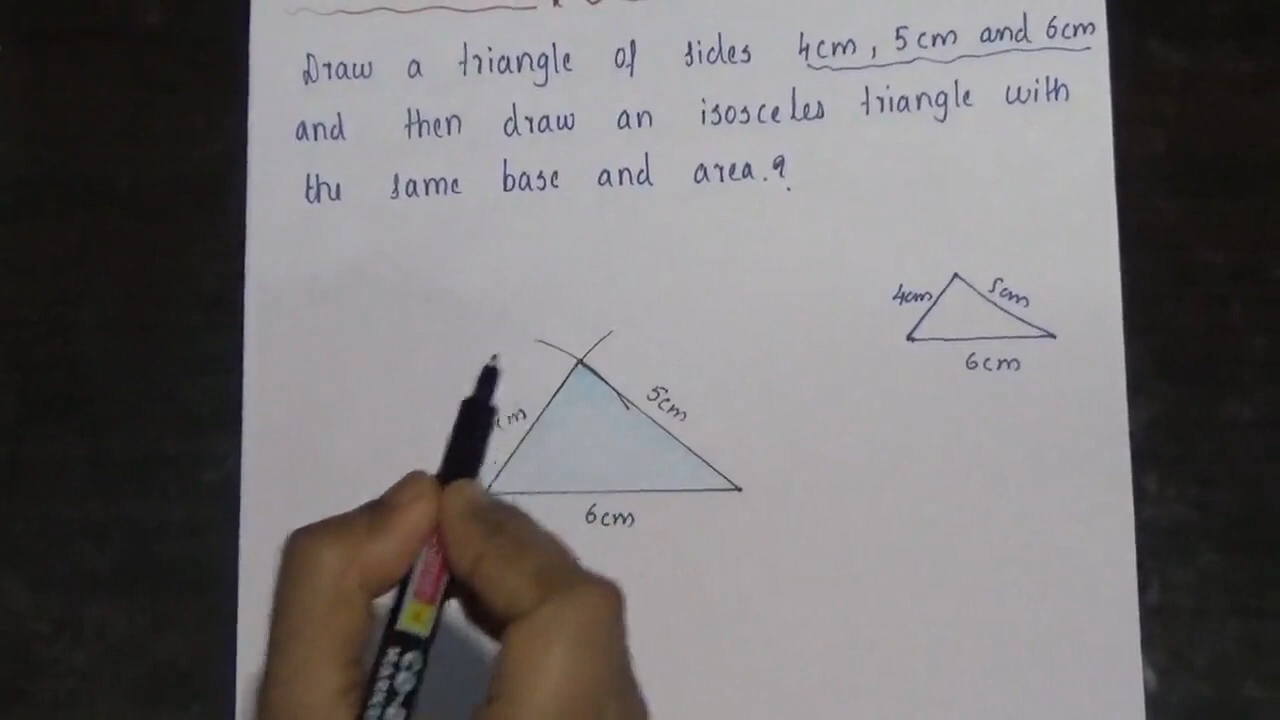 Draw a triangle of sides 4cm, 5cm and 6cm
and then draw an isosceles triangle with
the same base and area.?
4cm 5cm
6cm
cm 5cm
6cm